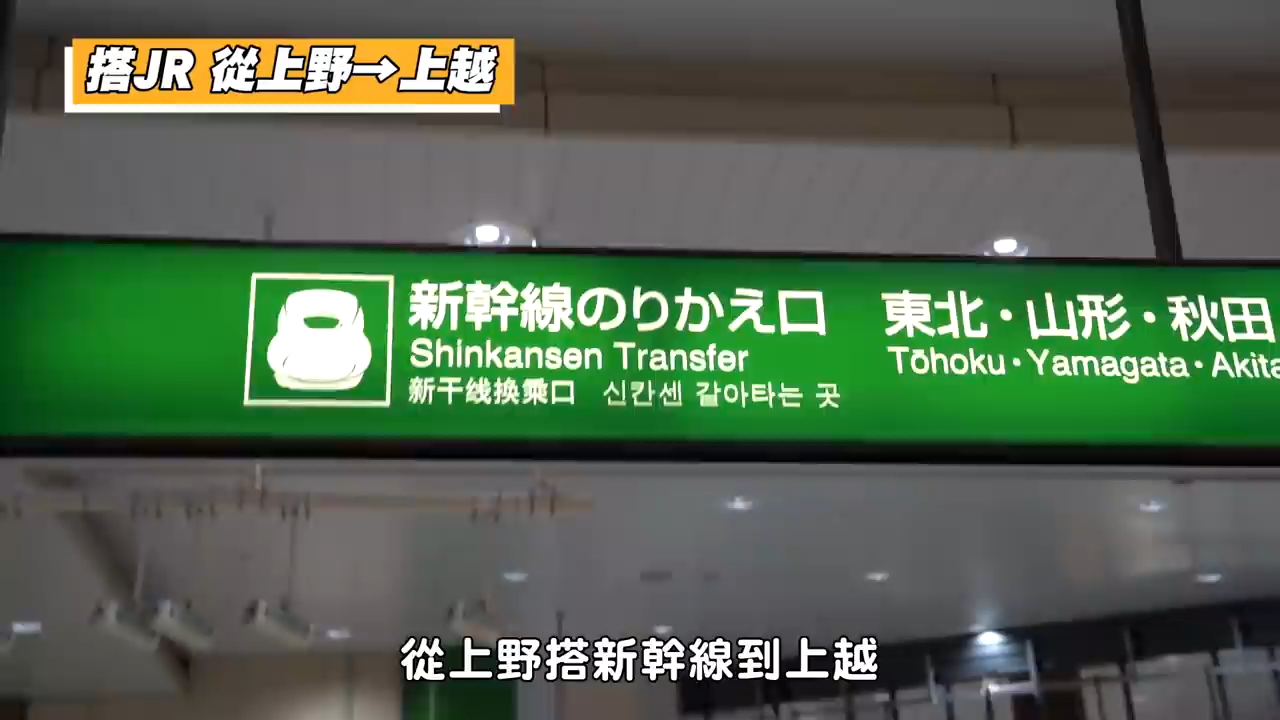 搭JR 從上野→上越
新幹線のりかえ口
Shinkansen Transfer
新干线换乘口 신칸센 갈아타는 곳
東北・山形・秋田
Tōhoku・Yamagata・Akita
從上野搭新幹線到上越